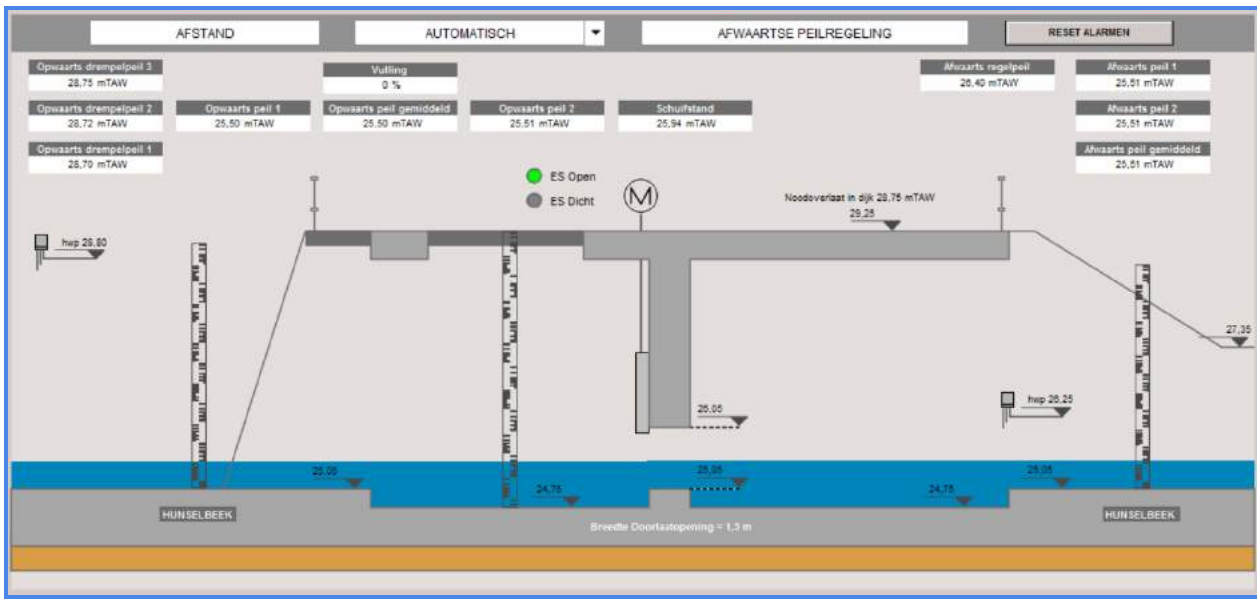 AFSTAND
AUTOMATISCH
AFWAARTSE PEILREGELING
RESET ALARMEN
Opwaarts drempelpeil 3
28,75 mTAW
Vulling
0 %
Afwaarts regelpeil
26,40 mTAW
Afwaarts peil 1
25,51 mTAW
Opwaarts drempelpeil 2
28,72 mTAW
Opwaarts peil 1
25,50 mTAW
Opwaarts peil gemiddeld
25,50 mTAW
Opwaarts peil 2
25,51 mTAW
Schuifstand
25,94 mTAW
Afwaarts peil 2
25,51 mTAW
Opwaarts drempelpeil 1
28,70 mTAW
Afwaarts peil gemiddeld
25,51 mTAW
ES Open
ES Dicht
M
Noodoverlaat in dijk 28,75 mTAW
29,25
hwp 28,80
27,35
hwp 26,25
26,05
25,05
25,05
25,05
24,75
24,75
HUNSELBEEK
HUNSELBEEK
Breedte Doorlaatopening = 1,3 m